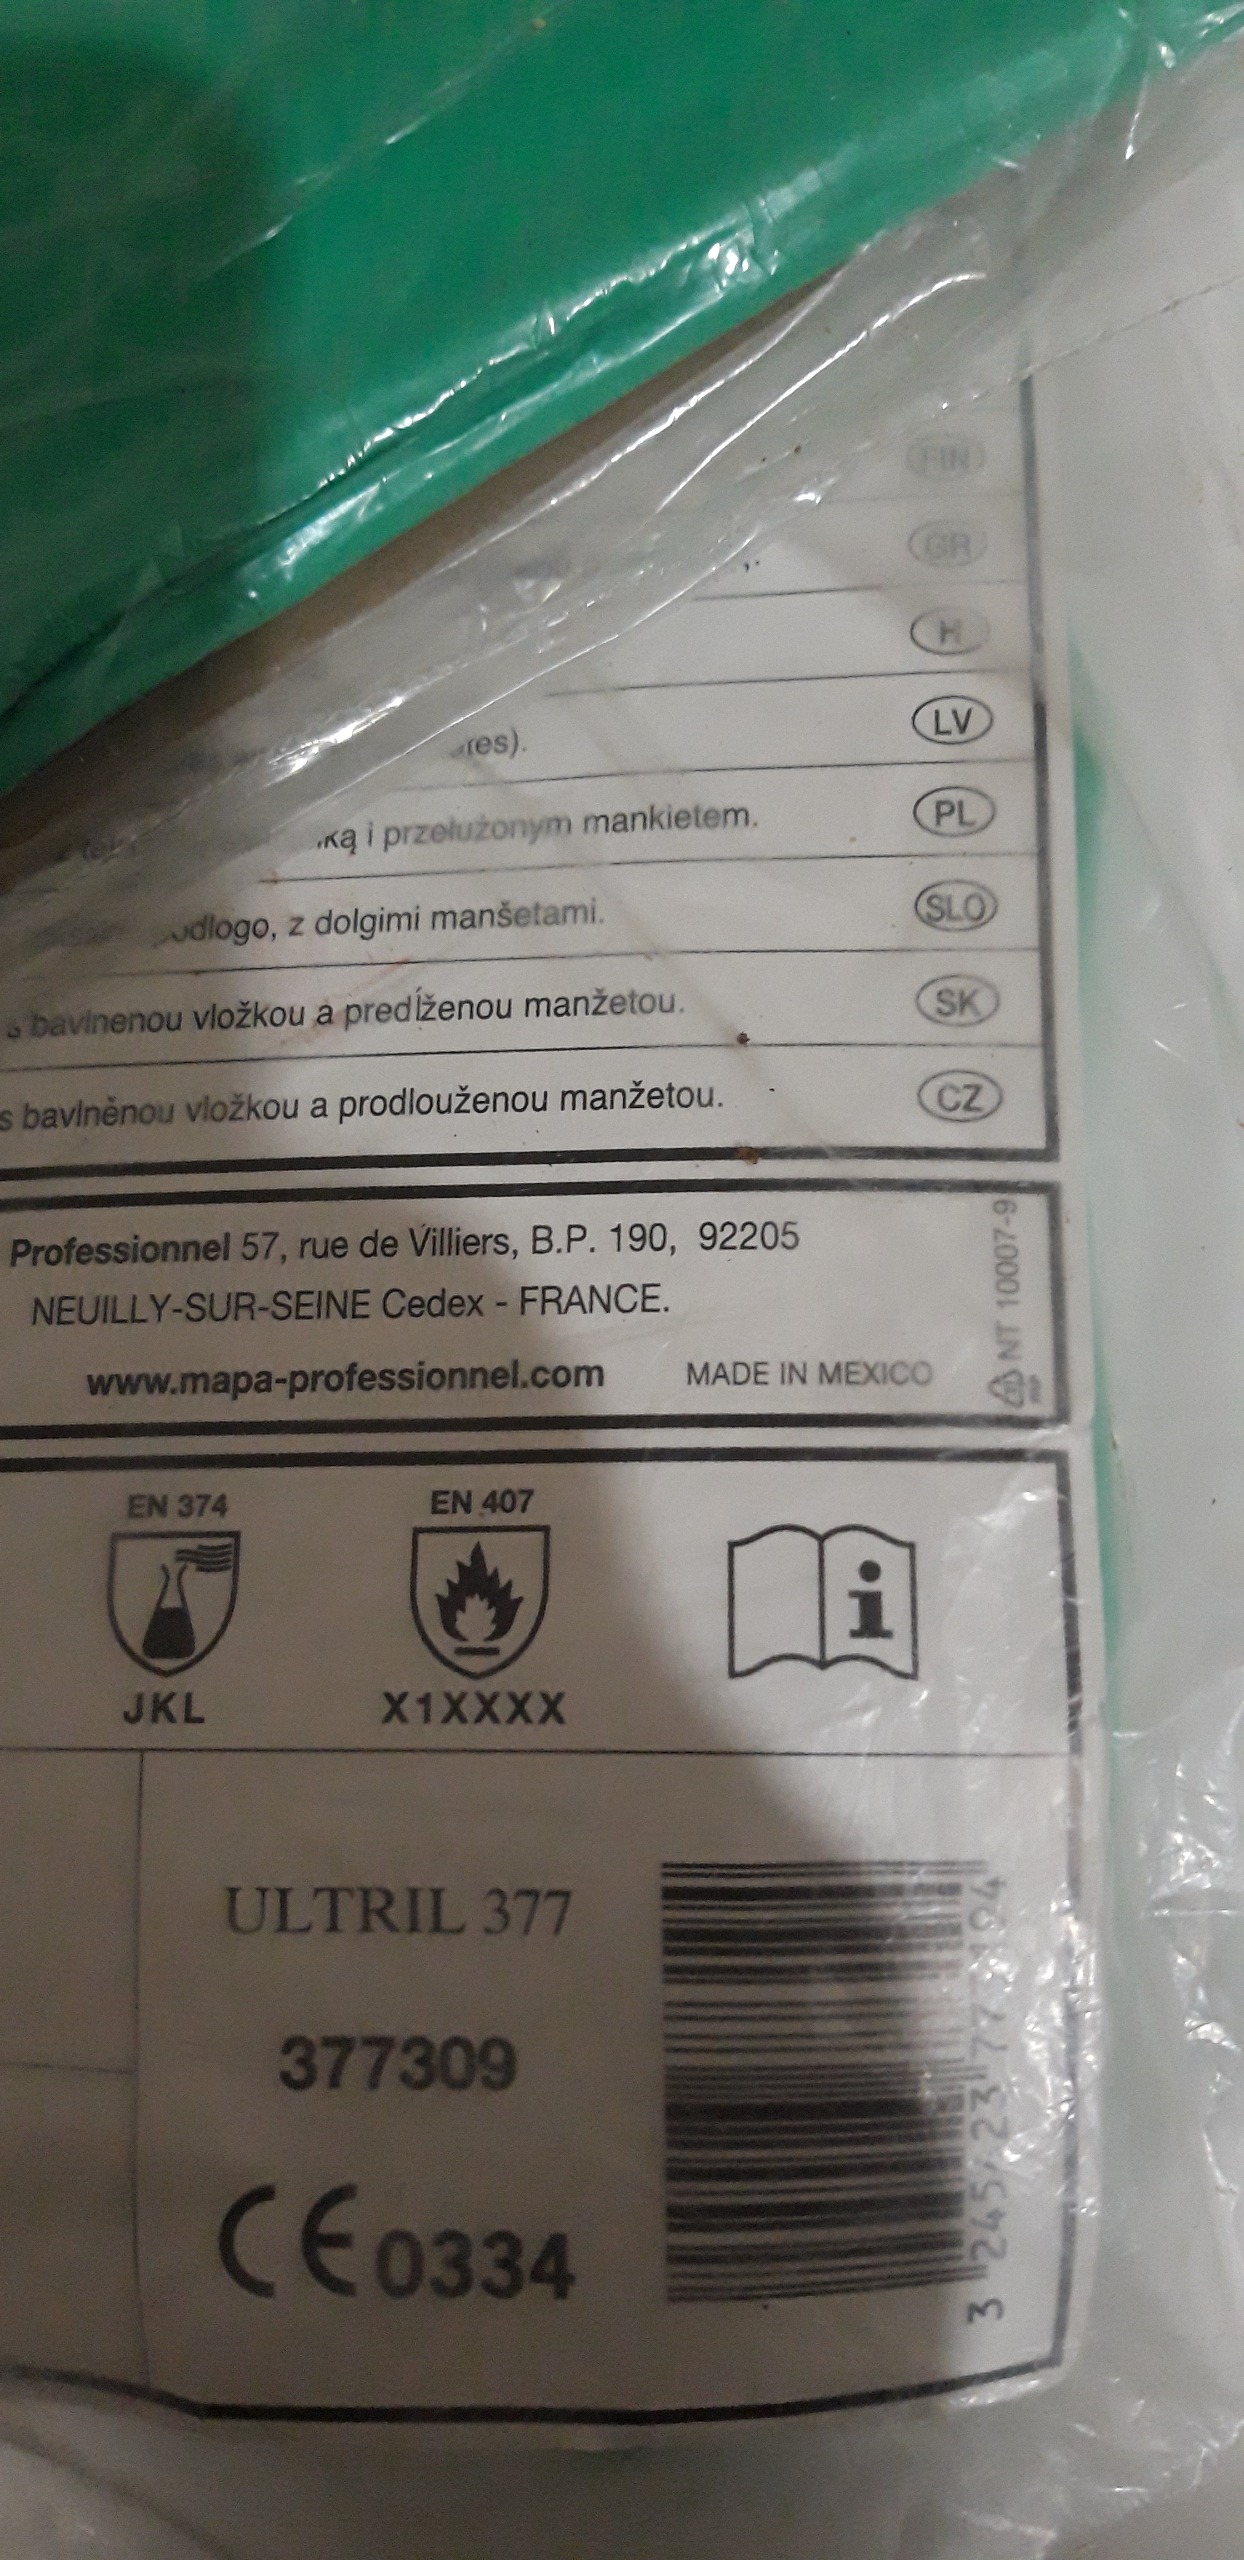 FIN
GR
H
res).
LV
i przedłużonym mankietem.
PL
z dolgimi manšetami.
SLO
bavlnenou vložkou a predĺženou manžetou.
SK
s bavlněnou vložkou a prodlouženou manžetou.
CZ
Professionnel 57, rue de Villiers, B.P. 190, 92205
NEUILLY-SUR-SEINE Cedex - FRANCE.
www.mapa-professionnel.com MADE IN MEXICO
NT 10007-9
EN 374
EN 407
i
JKL
X1XXXX
ULTRIL 377
377309
CE 0334